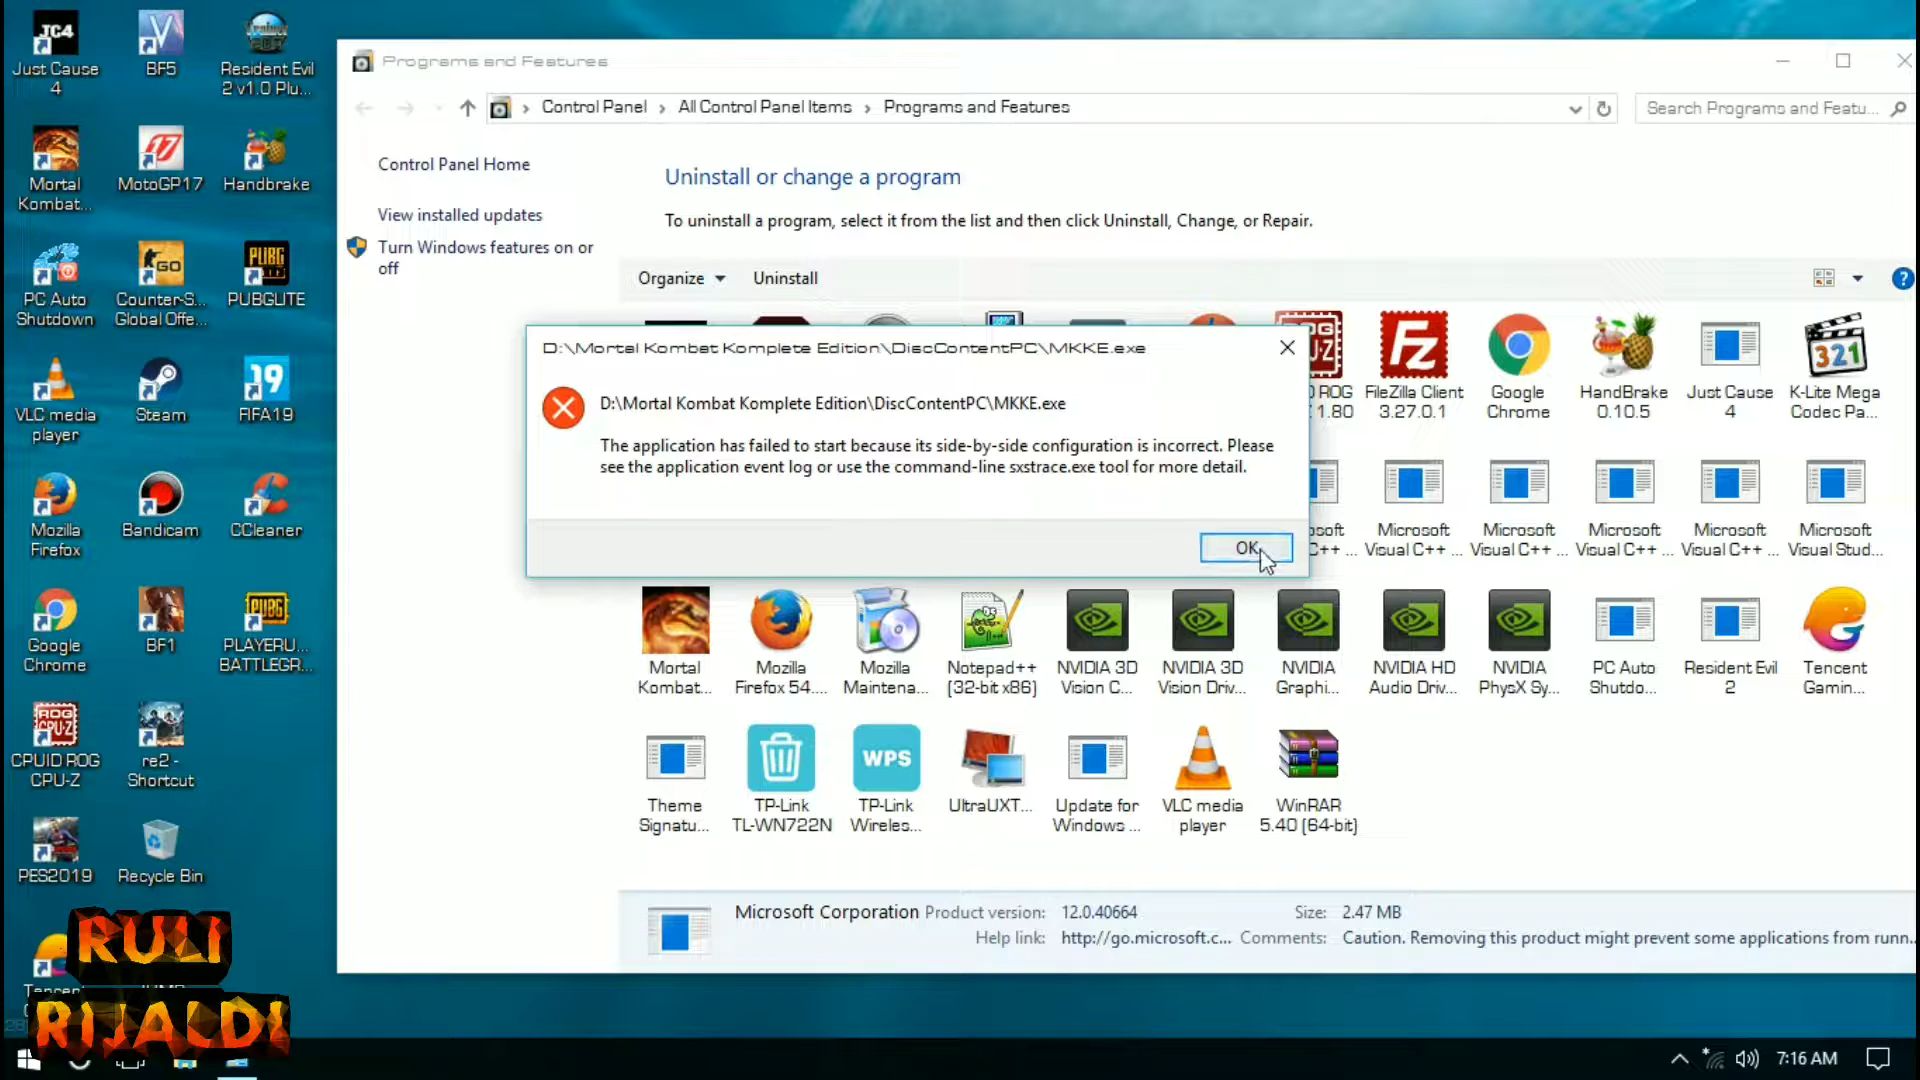 Just Cause
4
BF5
Resident Evil
2 v1.0 Plu...
Mortal
Kombat...
MotoGP17
Handbrake
PC Auto
Shutdown
Counter-S...
Global Offe...
PUBGLITE
VLC media
player
Steam
FIFA19
Mozilla
Firefox
Bandicam
CCleaner
Google
Chrome
BF1
PLAYERU...
BATTLEGR...
CPUID ROG
CPU-Z
re2 -
Shortcut
PES2019
Recycle Bin
RULI
RIJALDI
Programs and Features
Control Panel > All Control Panel Items > Programs and Features
Search Programs and Featu...
Control Panel Home
View installed updates
Turn Windows features on or
off
Uninstall or change a program
To uninstall a program, select it from the list and then click Uninstall, Change, or Repair.
Organize
Uninstall
D:\Mortal Kombat Komplete Edition\DiscContentPC\MKKE.exe
D:\Mortal Kombat Komplete Edition\DiscContentPC\MKKE.exe
The application has failed to start because its side-by-side configuration is incorrect. Please
see the application event log or use the command-line sxstrace.exe tool for more detail.
OK
ROG
1.80
FileZilla Client
3.27.0.1
Google
Chrome
HandBrake
0.10.5
Just Cause
4
K-Lite Mega
Codec Pa...
C++ ...
Microsoft
Visual C++ ...
Microsoft
Visual C++ ...
Microsoft
Visual C++ ...
Microsoft
Visual C++ ...
Microsoft
Visual Stud...
Mortal
Kombat...
Mozilla
Firefox 54....
Mozilla
Maintena...
Notepad++
(32-bit x86)
NVIDIA 3D
Vision C...
NVIDIA 3D
Vision Driv...
NVIDIA
Graphi...
NVIDIA HD
Audio Driv...
NVIDIA
PhysX Sy...
PC Auto
Shutdo...
Resident Evil
2
Tencent
Gamin...
Theme
Signatu...
TP-Link
TL-WN722N
WPS
TP-Link
Wireles...
UltraUXT...
Update for
Windows ...
VLC media
player
WinRAR
5.40 (64-bit)
Microsoft Corporation Product version: 12.0.40664 Size: 2.47 MB
Help link: http://go.microsoft.c... Comments: Caution. Removing this product might prevent some applications from runn...
7:16 AM